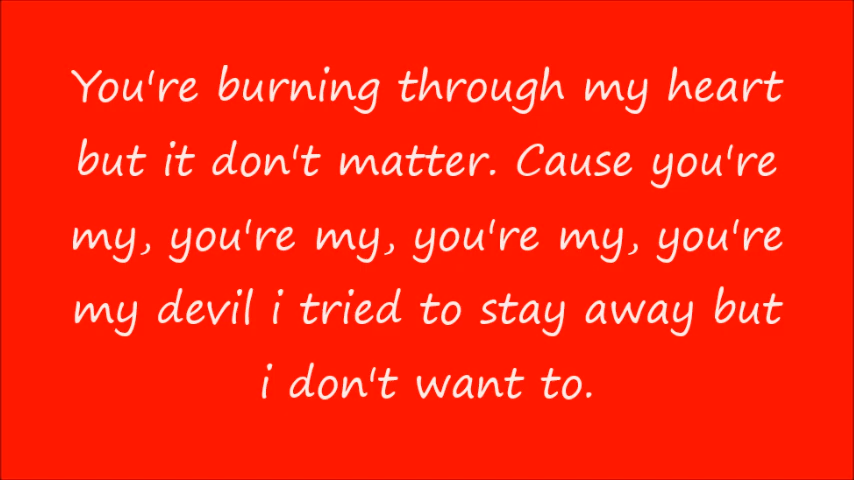 You're burning through my heart
but it don't matter. Cause you're
my, you're my, you're my, you're
my devil i tried to stay away but
i don't want to.